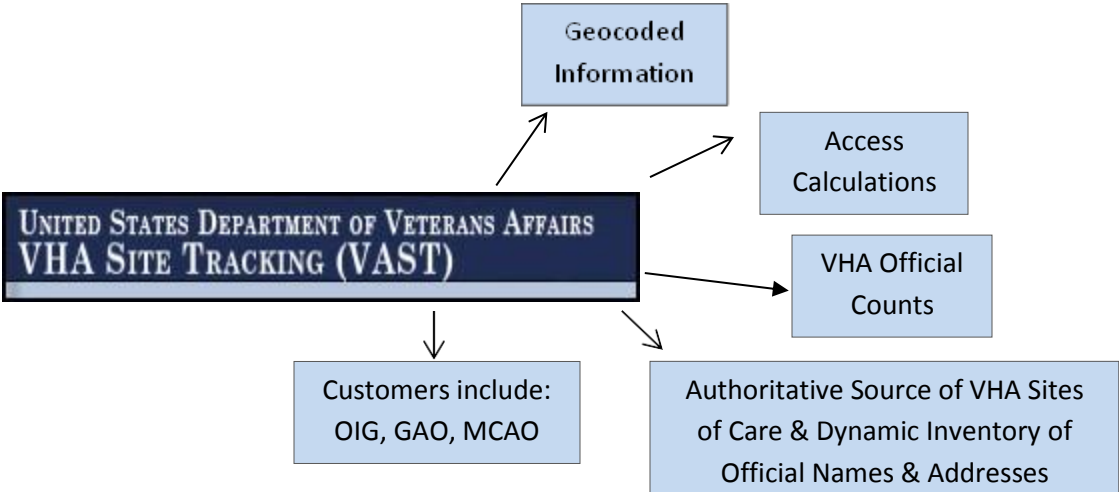 Geocoded
Information
Access
Calculations
UNITED STATES DEPARTMENT OF VETERANS AFFAIRS
VHA SITE TRACKING (VAST)
VHA Official
Counts
Customers include:
OIG, GAO, MCAO
Authoritative Source of VHA Sites
of Care & Dynamic Inventory of
Official Names & Addresses